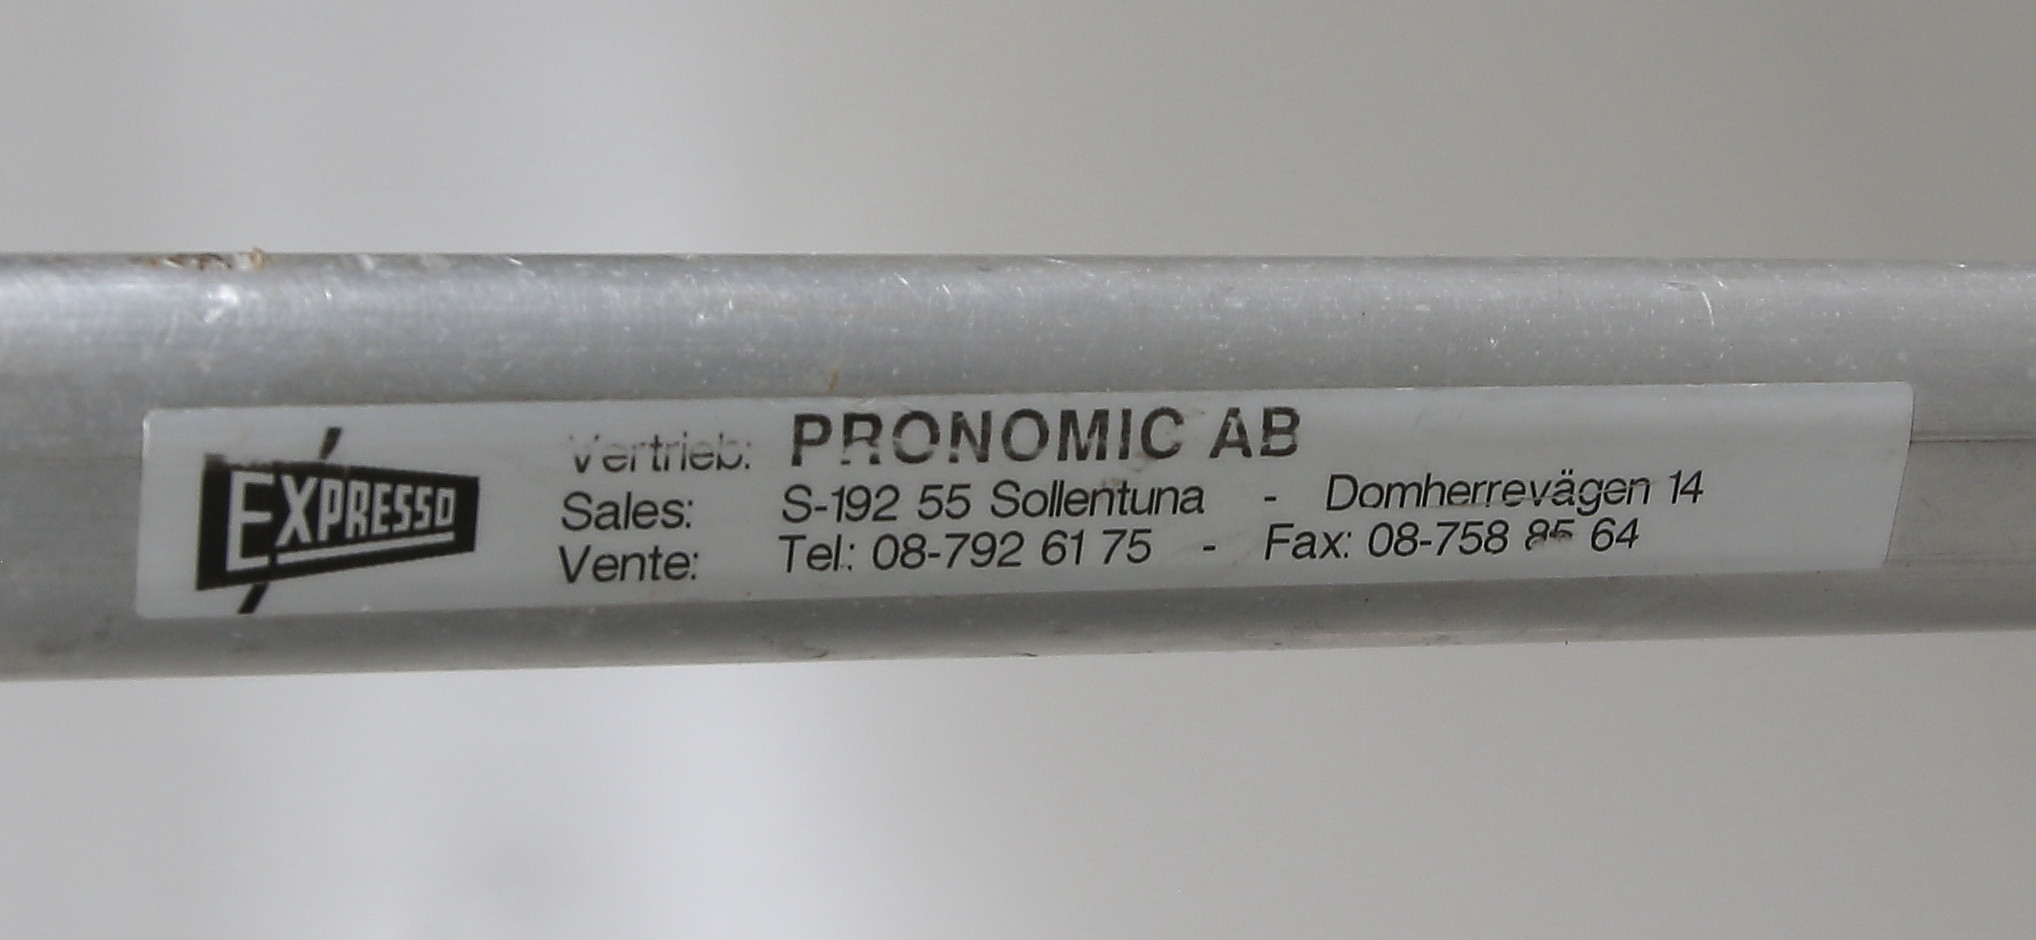 EXPRESSO
Vertrieb: PRONOMIC AB
Sales: S-192 55 Sollentuna - Domherrevägen 14
Vente: Tel.: 08-792 61 75 - Fax: 08-758 64